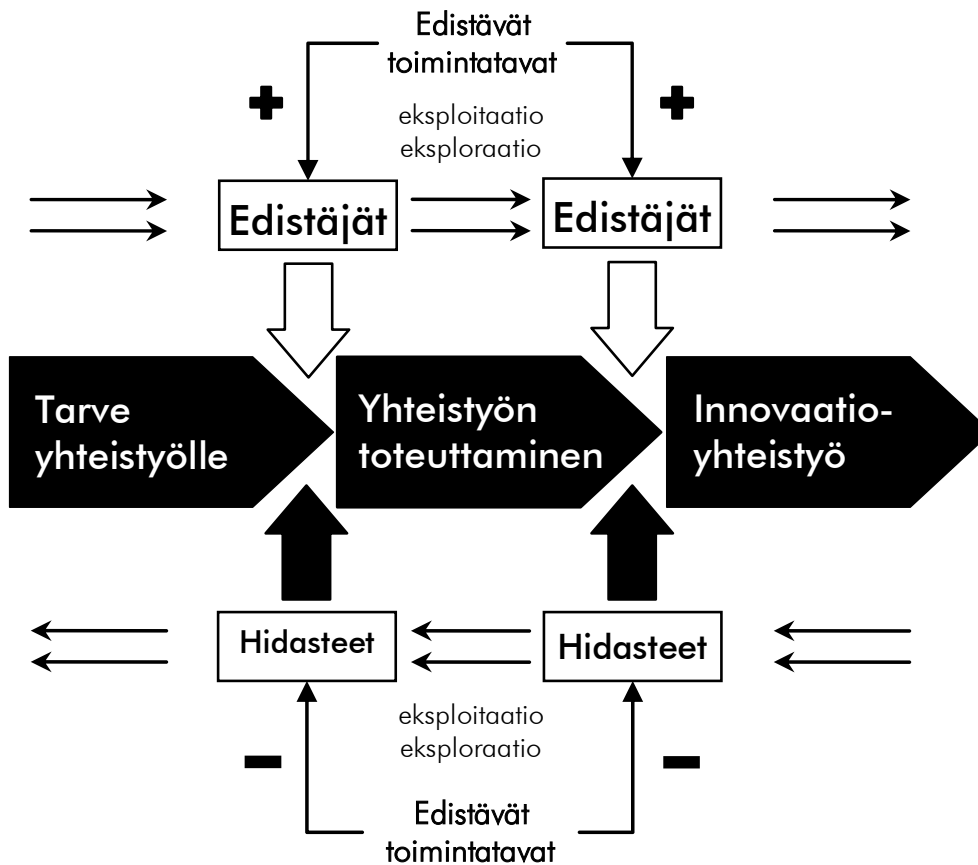 Edistävät
toimintatavat
+
+
eksploitaatio
eksploraatio
Edistäjät
Edistäjät
Tarve
yhteistyölle
Yhteistyön
toteuttaminen
Innovaatio-
yhteistyö
Hidasteet
Hidasteet
eksploitaatio
eksploraatio
-
-
Edistävät
toimintatavat